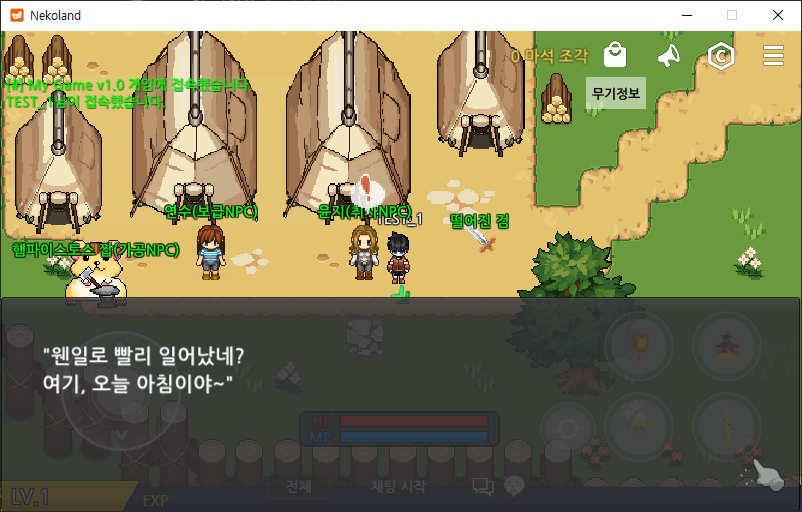 Nekoland
0 마석 조각
[#] My Game v1.0 게임에 접속했습니다.
TEST_1님이 접속했습니다.
무기정보
연수(보급NPC)
TEST_1
떨어진 검
햄파이스토스 짭(가공NPC)
"웬일로 빨리 일어났네?
여기, 오늘 아침이야~"
HP
MP
전체
채팅 시작
LV.1
EXP